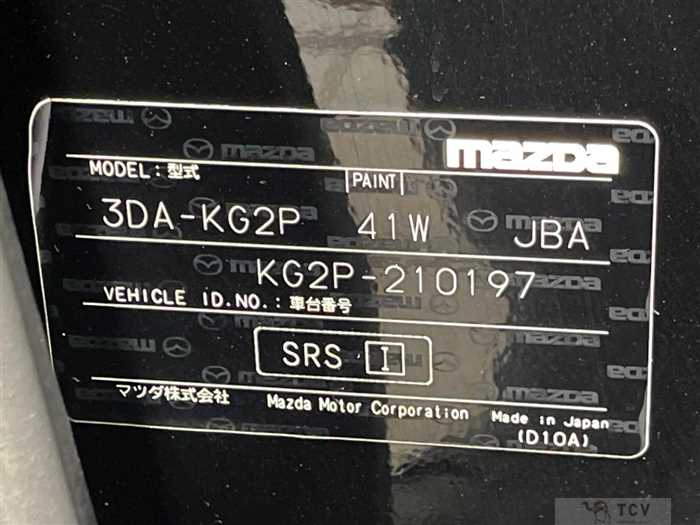 mazda
MODEL：型式
PAINT
3DA-KG2P 41W JBA
KG2P-210197
VEHICLE ID.NO.：車台番号
SRS I
マツダ株式会社 Mazda Motor Corporation Made in Japan
(D10A)
TCV